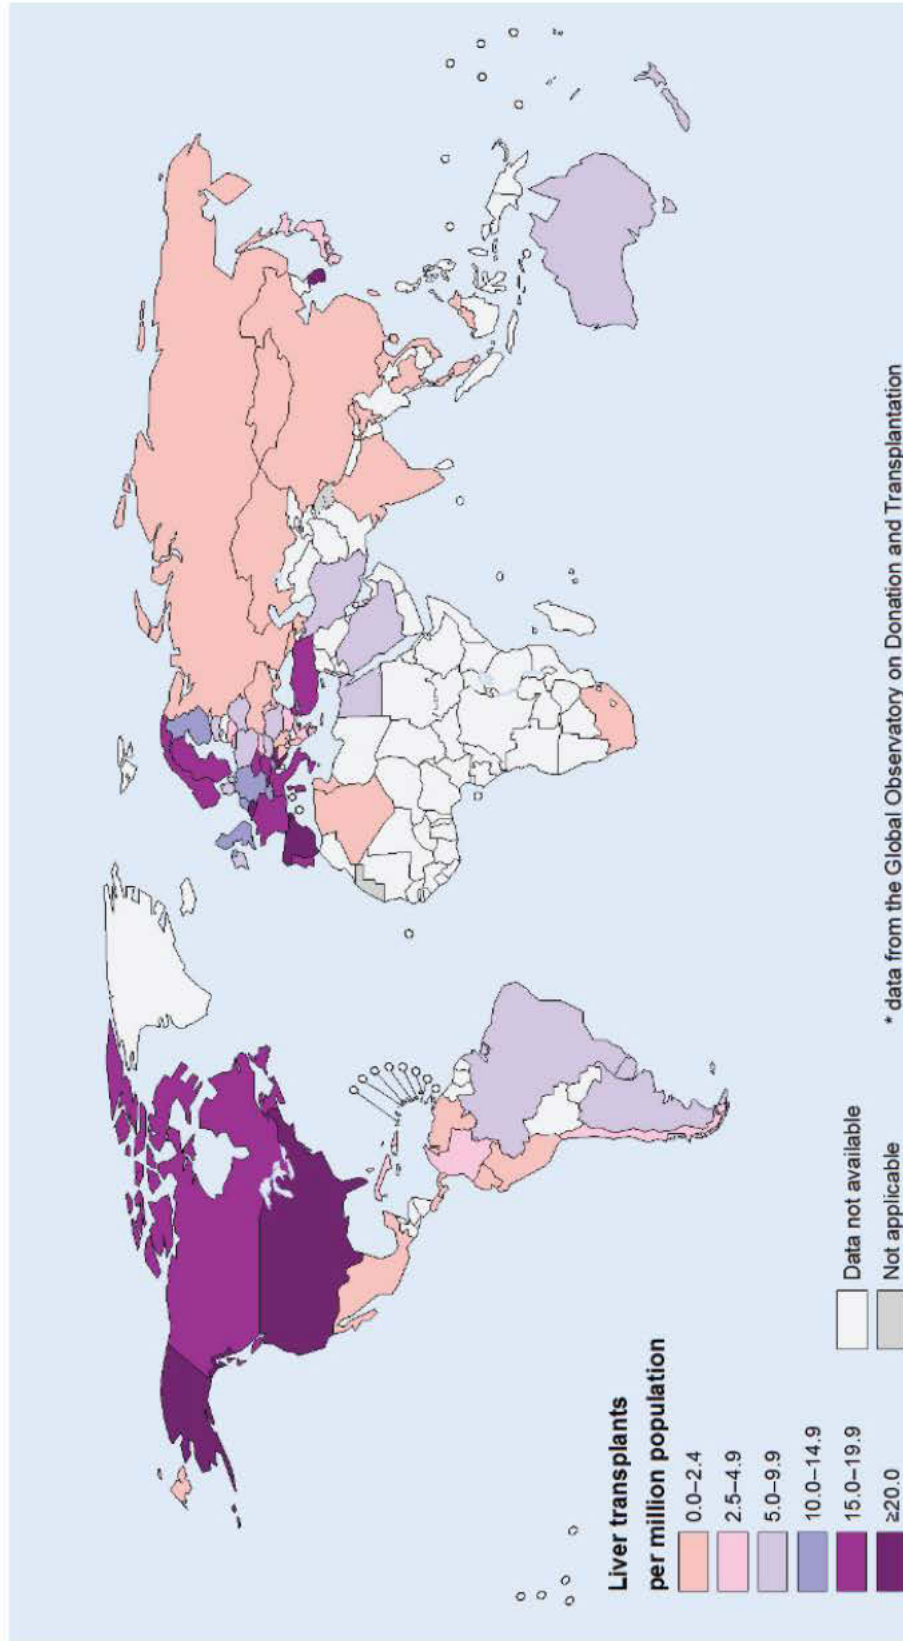 Liver transplants
per million population
0.0–2.4
2.5–4.9
5.0–9.9
10.0–14.9
15.0–19.9
≥20.0
Data not available
Not applicable
* data from the Global Observatory on Donation and Transplantation